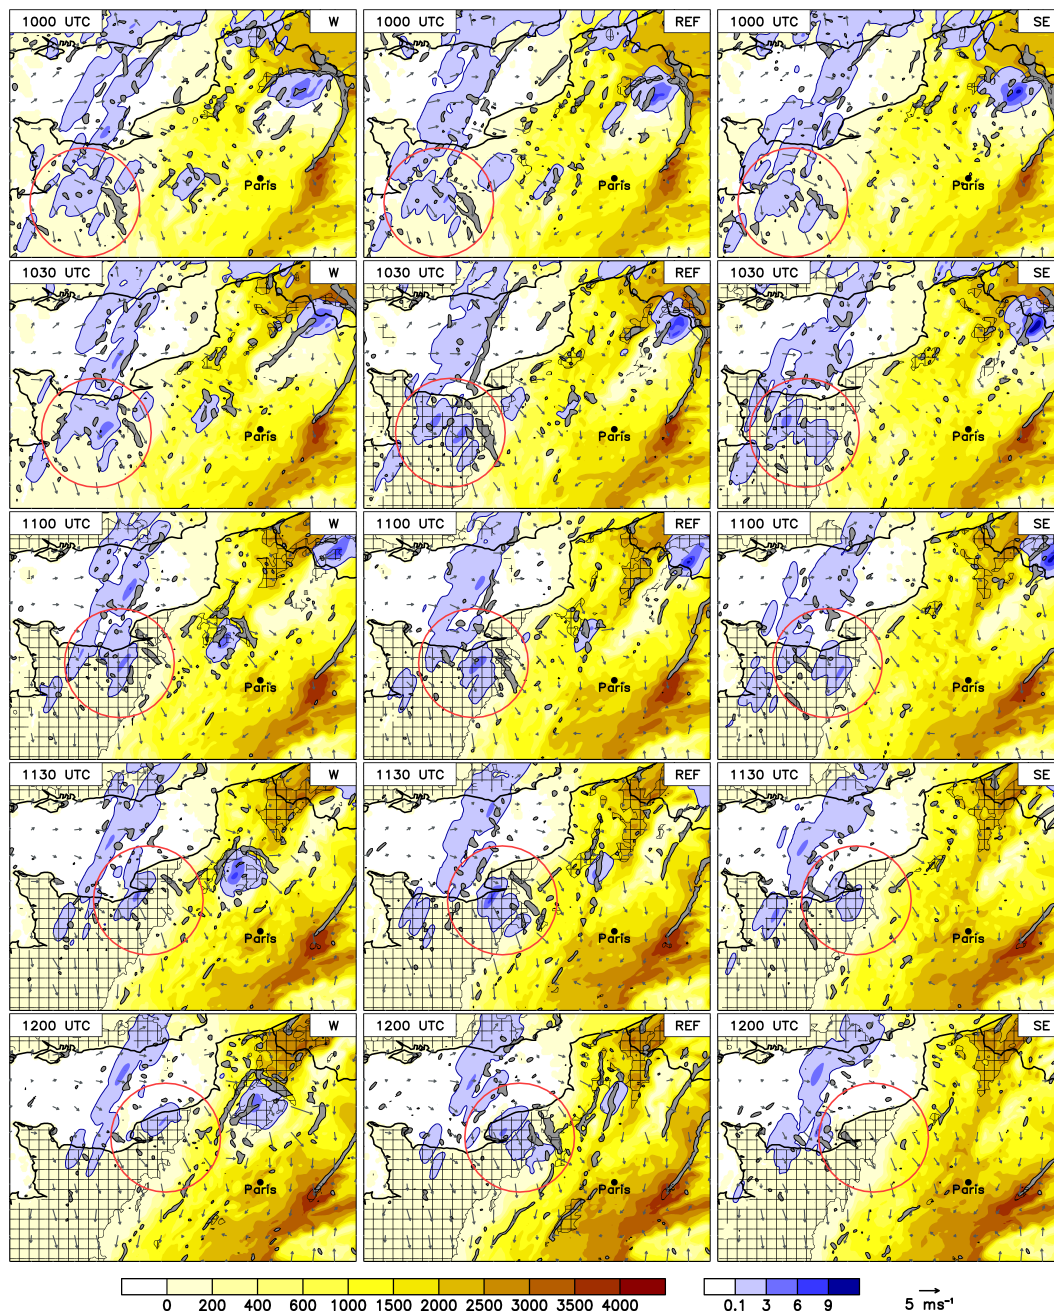 1000 UTC W 1000 UTC REF 1000 UTC SE
Paris Paris Paris
1030 UTC W 1030 UTC REF 1030 UTC SE
Paris Paris Paris
1100 UTC W 1100 UTC REF 1100 UTC SE
Paris Paris Paris
1130 UTC W 1130 UTC REF 1130 UTC SE
Paris Paris Paris
1200 UTC W 1200 UTC REF 1200 UTC SE
Paris Paris Paris
0 200 600 1000 1500 2000 2500 3000 3500 4000 0.1 3 6 9 5 ms⁻¹